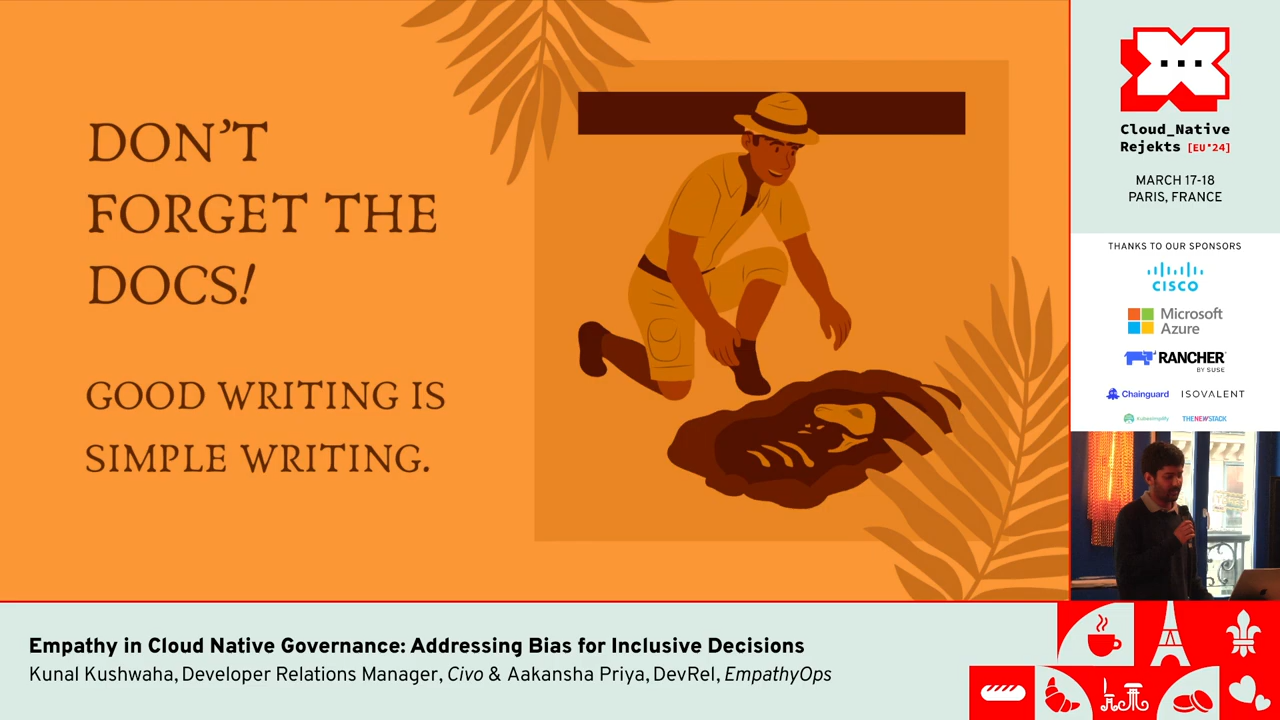 DON'T
FORGET THE
DOCS!
GOOD WRITING IS
SIMPLE WRITING.
Cloud_Native
Rejekts [EU*24]
MARCH 17-18
PARIS, FRANCE
THANKS TO OUR SPONSORS
CISCO
Microsoft
Azure
RANCHER
BY SUSE
Chainguard ISOVALENT
Kubesimplify THENEWSTACK
Empathy in Cloud Native Governance: Addressing Bias for Inclusive Decisions
Kunal Kushwaha, Developer Relations Manager, Civo & Aakansha Priya, DevRel, EmpathyOps